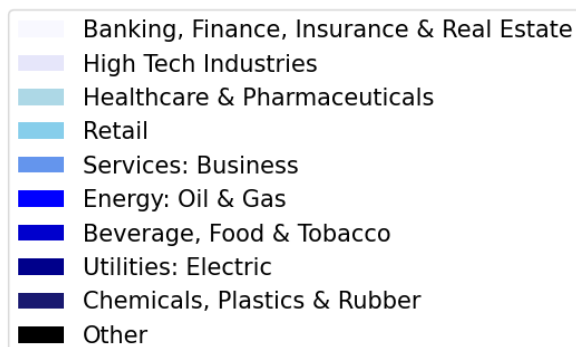 Banking, Finance, Insurance & Real Estate
High Tech Industries
Healthcare & Pharmaceuticals
Retail
Services: Business
Energy: Oil & Gas
Beverage, Food & Tobacco
Utilities: Electric
Chemicals, Plastics & Rubber
Other